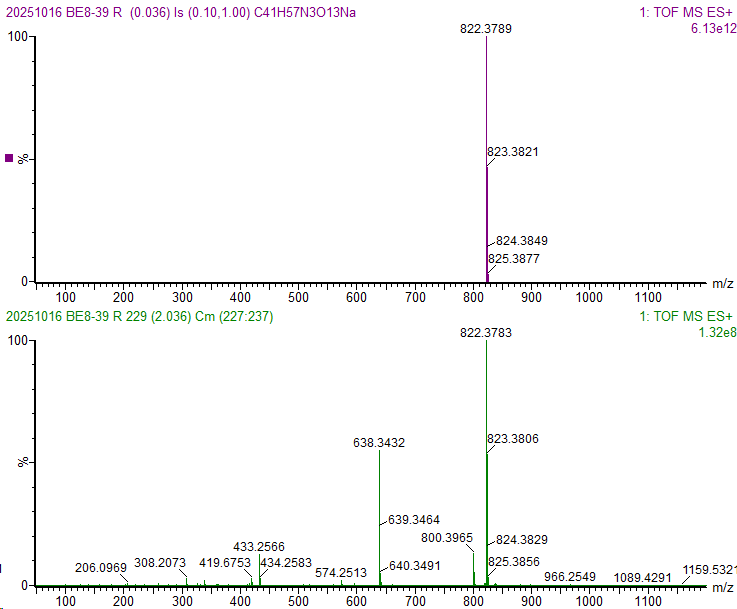 20251016 BE8-39 R (0.036) Is (0.10,1.00) C41H57N3O13Na
1: TOF MS ES+
6.13e12
822.3789
100
823.3821
%
824.3849
825.3877
0
m/z
100 200 300 400 500 600 700 800 900 1000 1100
20251016 BE8-39 R 229 (2.036) Cm (227:237)
1: TOF MS ES+
1.32e8
822.3783
100
638.3432
823.3806
%
639.3464
800.3965
824.3829
433.2566
206.0969
308.2073
419.6753
434.2583
574.2513
640.3491
825.3856
966.2549
1089.4291
1159.5321
0
m/z
100 200 300 400 500 600 700 800 900 1000 1100